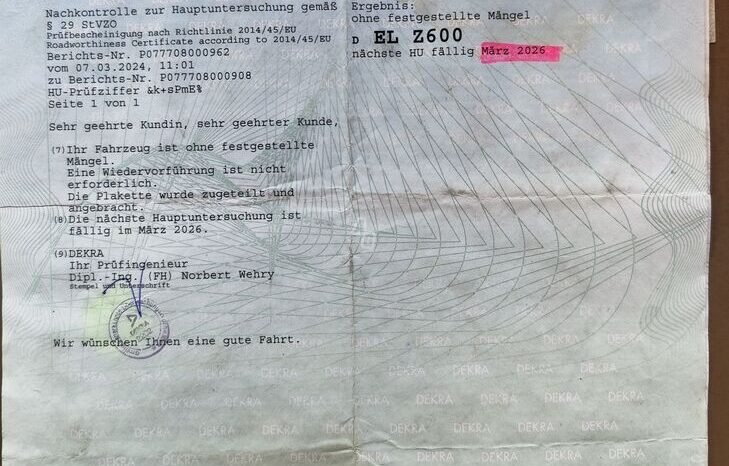 Nachkontrolle zur Hauptuntersuchung gemäß
§ 29 StVZO
Prüfbescheinigung nach Richtlinie 2014/45/EU
Roadworthiness Certificate according to 2014/45/EU
Berichts-Nr. P077708000962
vom 07.03.2024, 11:01
zu Berichts-Nr. P077708000908
HU-Prüfziffer &k+sPmE%
Seite 1 von 1
Ergebnis:
ohne festgestellte Mängel
D EL Z600
nächste HU fällig März 2026
Sehr geehrte Kundin, sehr geehrter Kunde,
(7) Ihr Fahrzeug ist ohne festgestellte
Mängel.
Eine Wiedervorführung ist nicht
erforderlich.
Die Plakette wurde zugeteilt und
angebracht.
(8) Die nächste Hauptuntersuchung ist
fällig im März 2026.
(9) DEKRA
Ihr Prüfingenieur
Dipl.-Ing. (FH) Norbert Wehry
Stempel und Unterschrift
Wir wünschen Ihnen eine gute Fahrt.